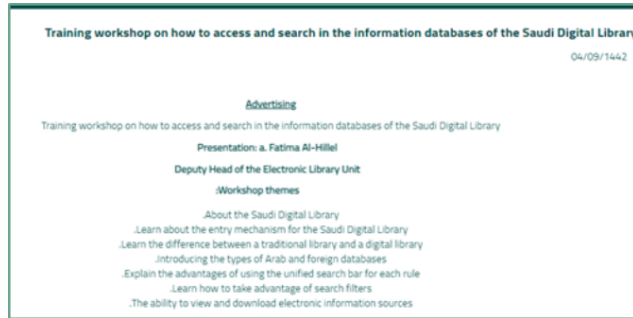 Training workshop on how to access and search in the information databases of the Saudi Digital Library
04/09/1442
Advertising
Training workshop on how to access and search in the information databases of the Saudi Digital Library
Presentation: a. Fatima Al-Hillel
Deputy Head of the Electronic Library Unit
:Workshop themes
.About the Saudi Digital Library
.Learn about the entry mechanism for the Saudi Digital Library
.Learn the difference between a traditional library and a digital library
.Introducing the types of Arab and foreign databases
.Explain the advantages of using the unified search bar for each rule
.Learn how to take advantage of search filters
.The ability to view and download electronic information sources